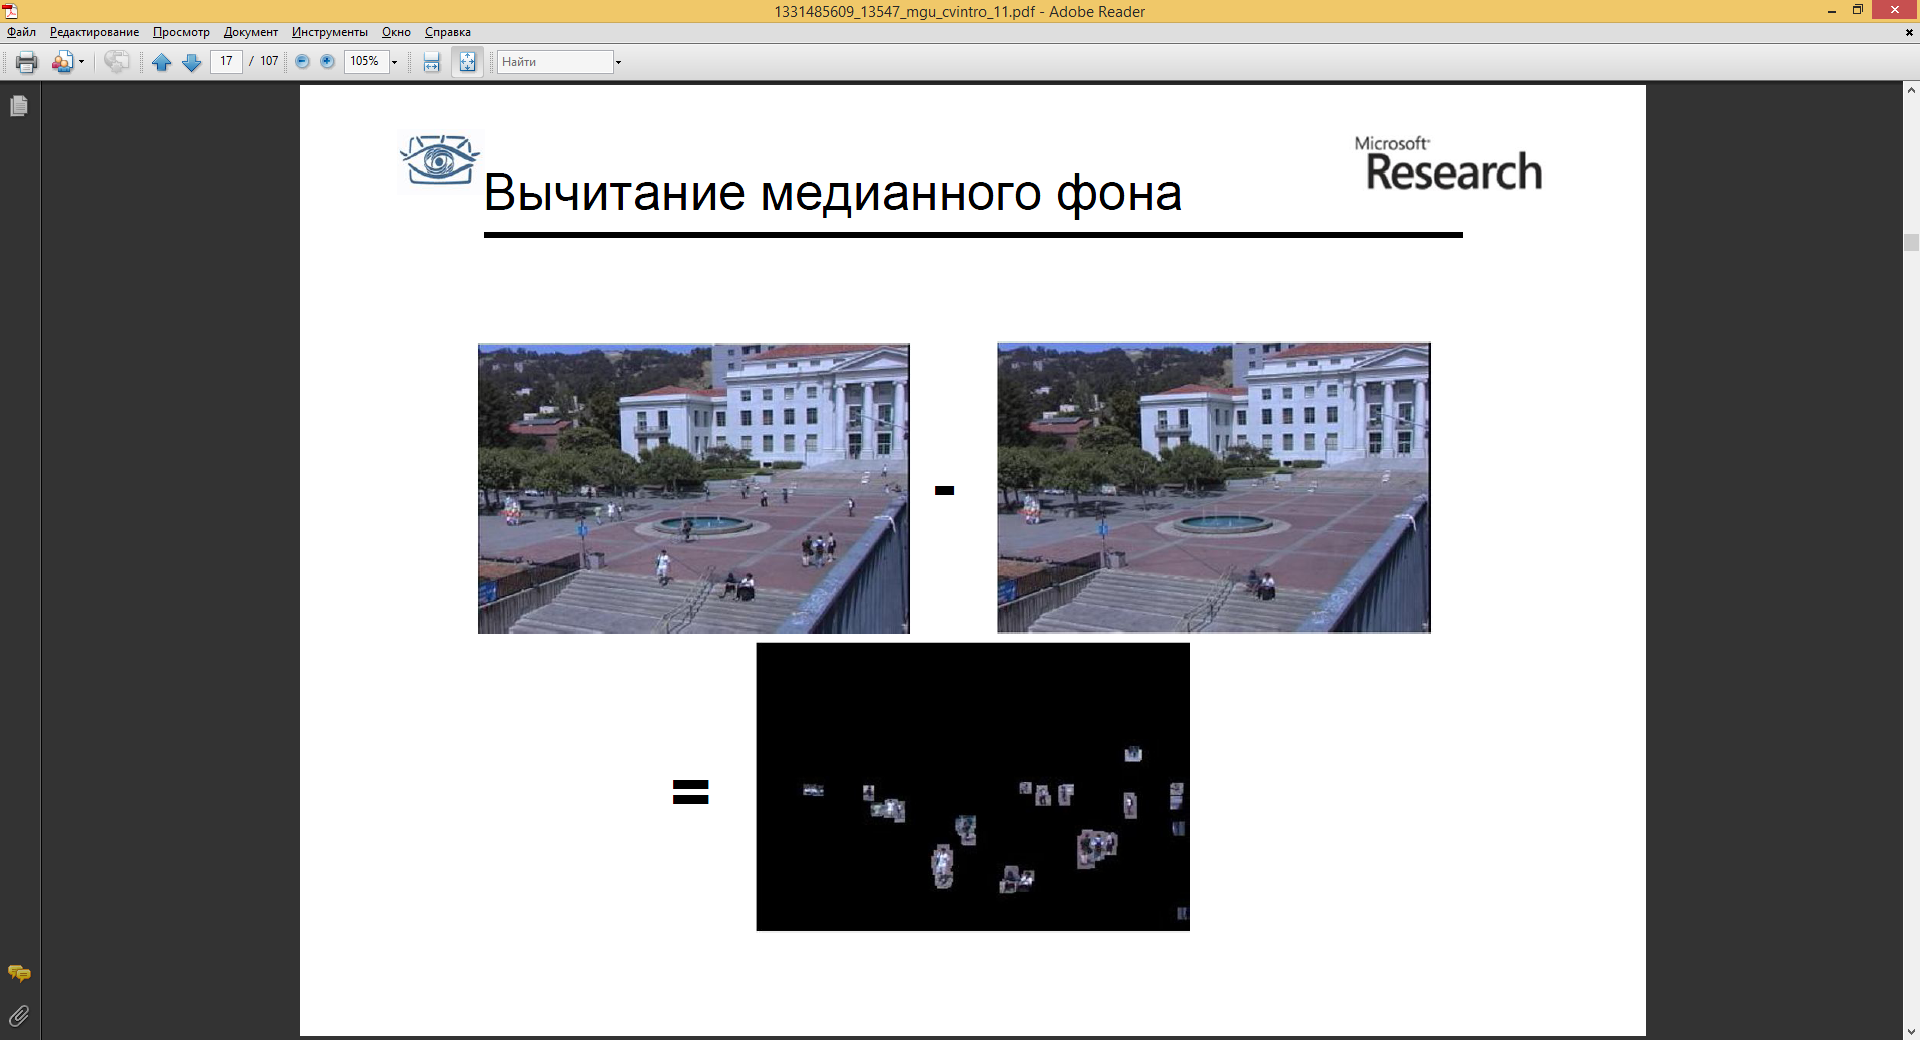 1331485609_13547_mgu_cvintro_11.pdf - Adobe Reader
Файл Редактирование Просмотр Документ Инструменты Окно Справка
17 / 107 105% Найти
Microsoft
Research
Вычитание медианного фона
-
=